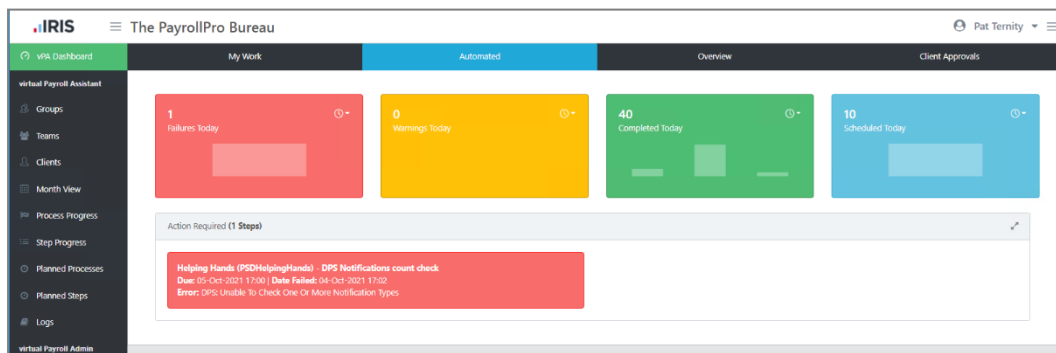 IRIS
The PayrollPro Bureau
Pat Ternity
vPA Dashboard
My Work
Automated
Overview
Client Approvals
virtual Payroll Assistant
Groups
Teams
Clients
Month View
Process Progress
Step Progress
Planned Processes
Planned Steps
Logs
virtual Payroll Admin
1
Failures Today
0
Warnings Today
40
Completed Today
10
Scheduled Today
Action Required (1 Steps)
Helping Hands (PSDHelpingHands) - DPS Notifications count check
Due: 05-Oct-2021 17:00 | Date Failed: 04-Oct-2021 17:02
Error: DPS: Unable To Check One Or More Notification Types